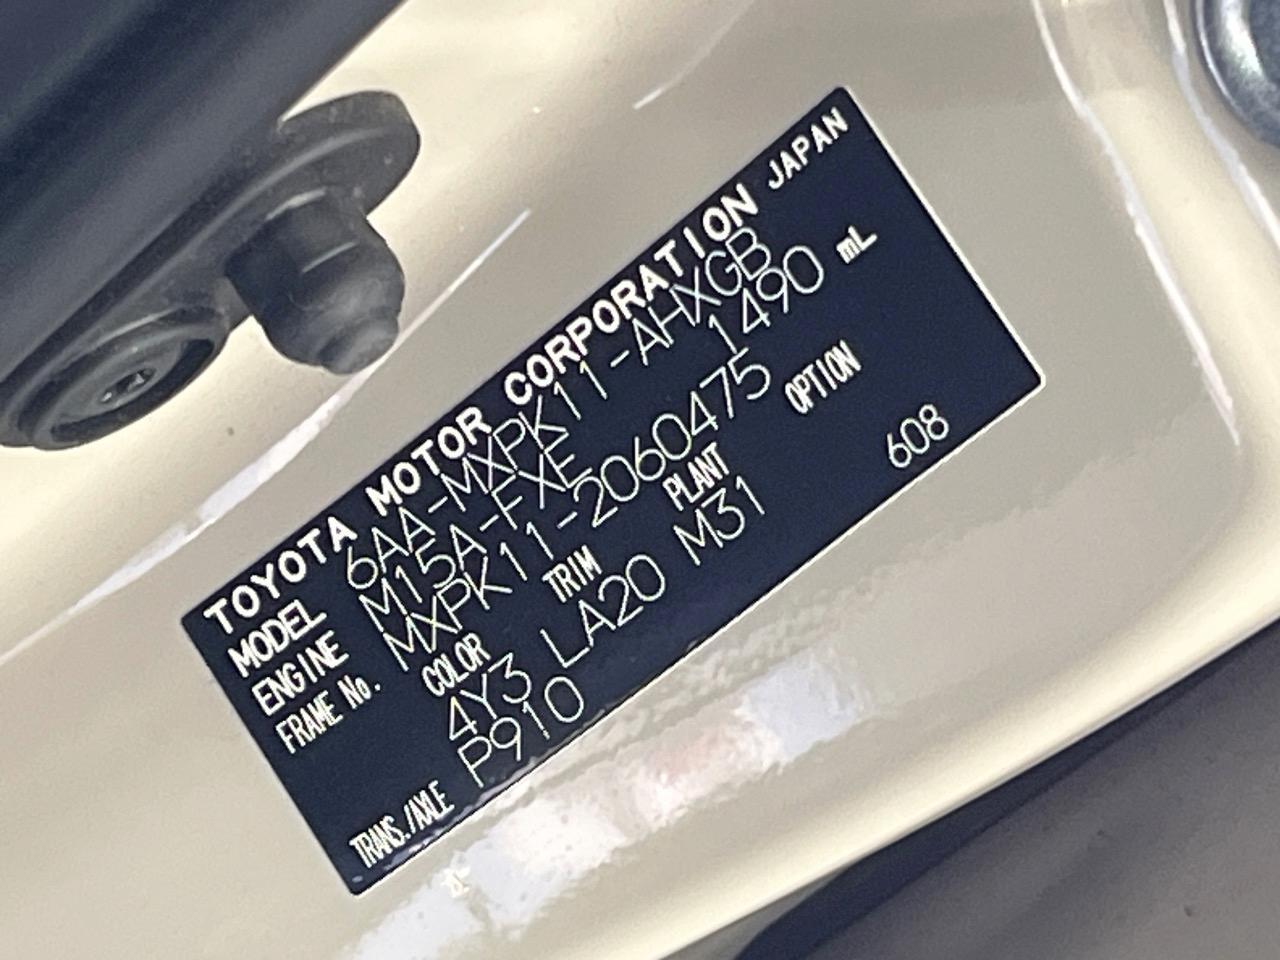 TOYOTA MOTOR CORPORATION JAPAN
MODEL 6AA-MXPK11-AHXGB
ENGINE M15A-FXE 1490 mL
FRAME No. MXPK11-2060475
COLOR TRIM PLANT OPTION
4Y3 LA20 M31 608
TRANS./AXLE P910